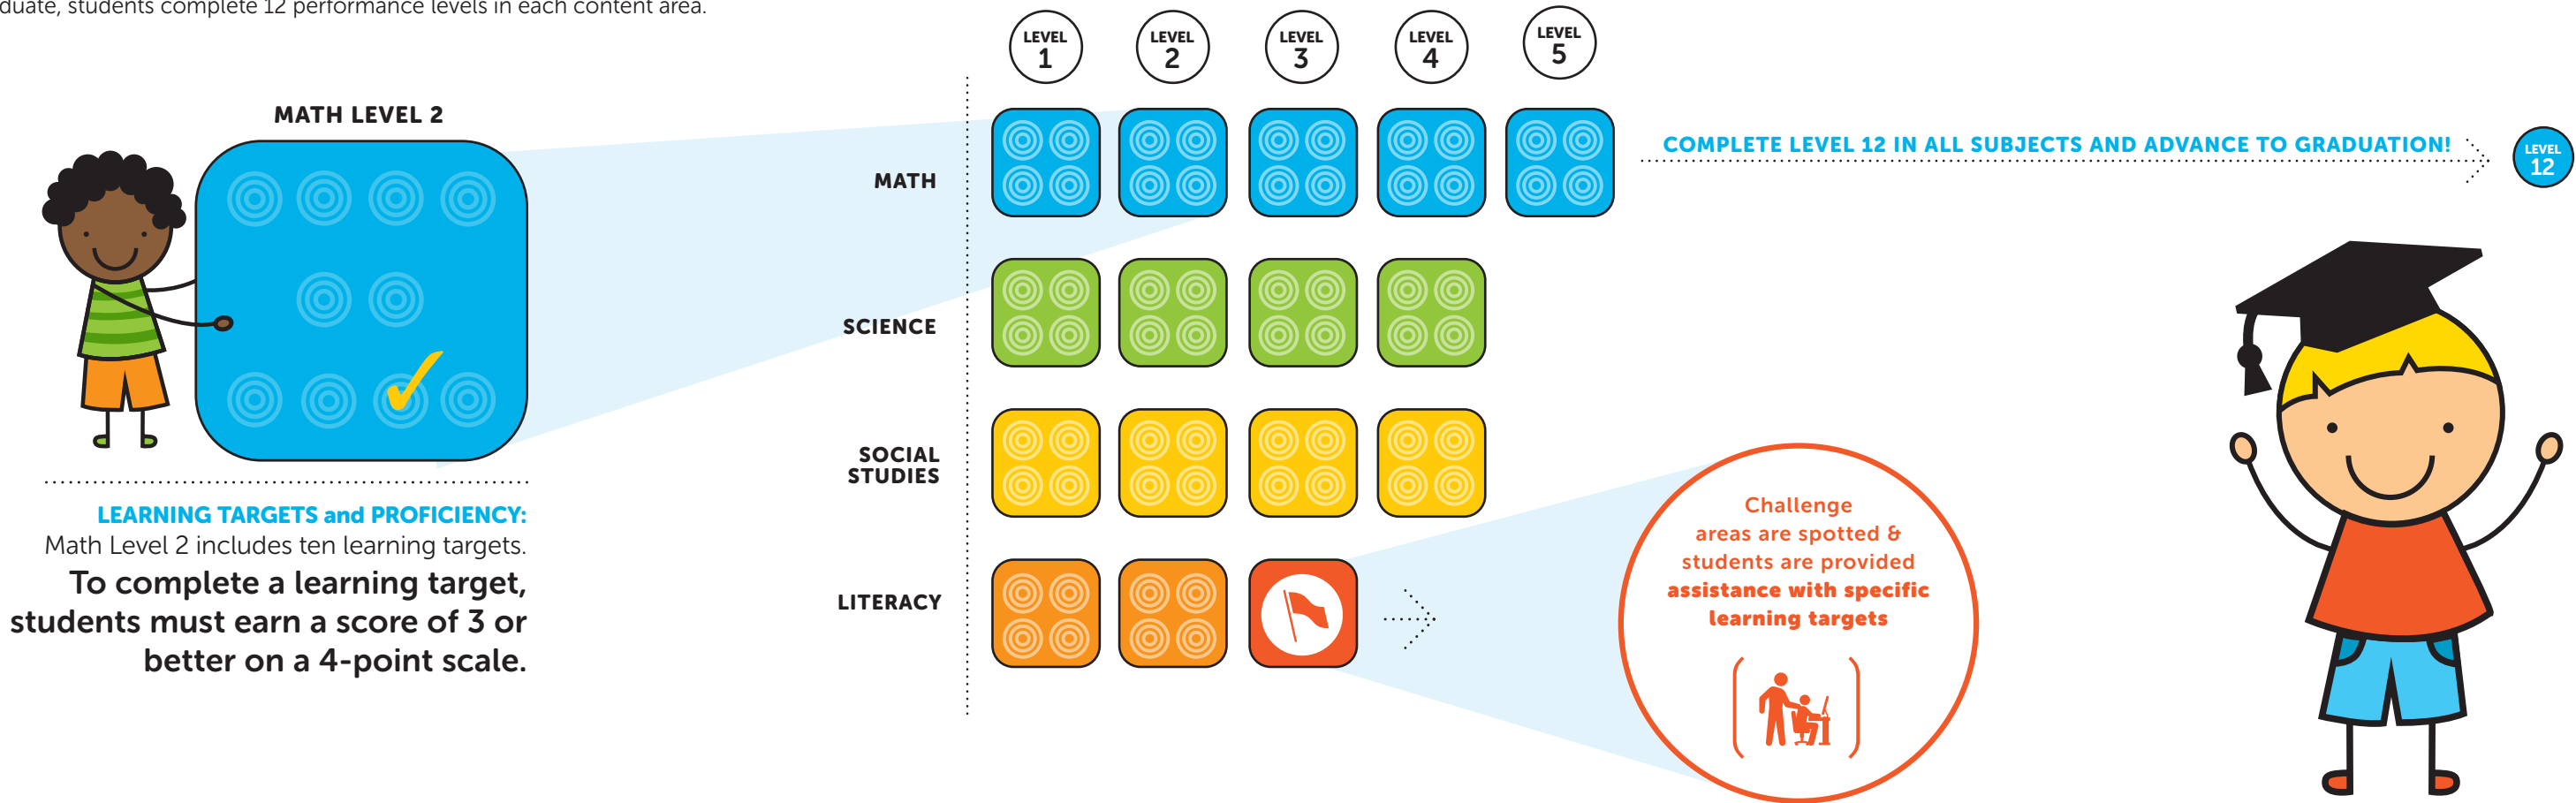 students complete 12 performance levels in each content area.
MATH LEVEL 2
LEARNING TARGETS and PROFICIENCY:
Math Level 2 includes ten learning targets.
To complete a learning target,
students must earn a score of 3 or
better on a 4-point scale.
LEVEL
1
LEVEL
2
LEVEL
3
LEVEL
4
LEVEL
5
MATH
SCIENCE
SOCIAL
STUDIES
LITERACY
COMPLETE LEVEL 12 IN ALL SUBJECTS AND ADVANCE TO GRADUATION!
LEVEL
12
Challenge
areas are spotted &
students are provided
assistance with specific
learning targets